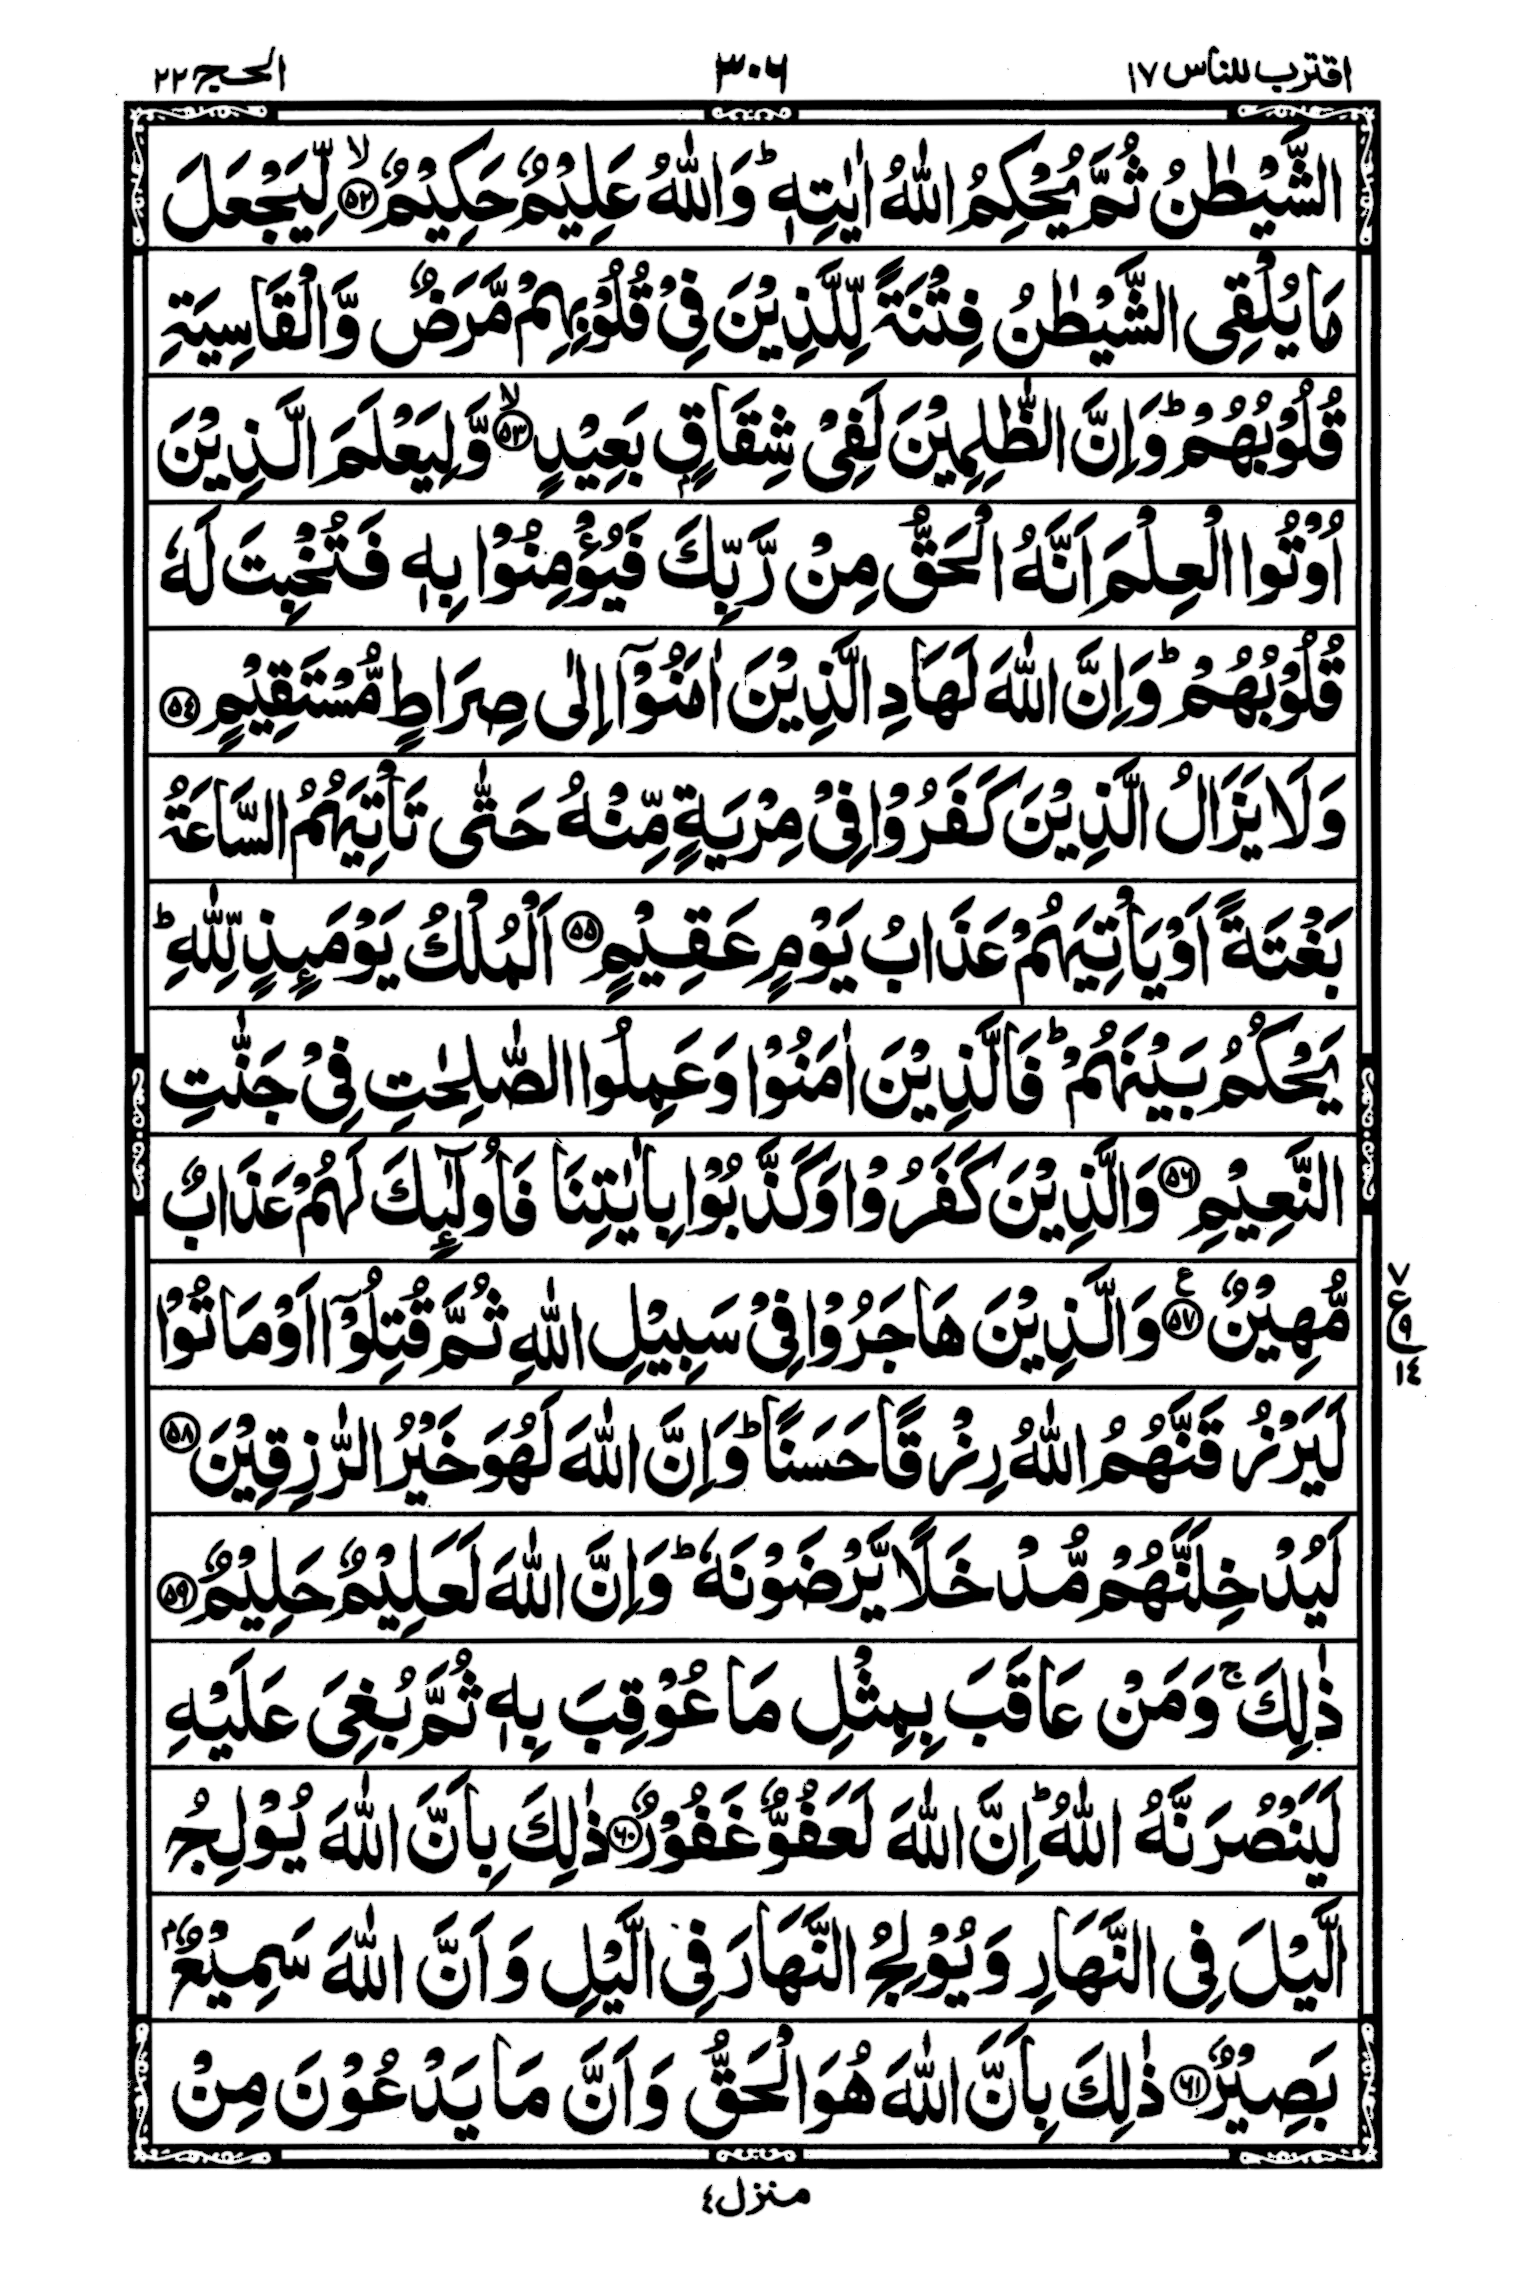 اقترب للناس ١٧
٣٠٦
الحج ٢٢
الشَّيْطٰنُ ثُمَّ يُحْكِمُ اللّٰهُ اٰيٰتِهٖ ؕ وَاللّٰهُ عَلِيْمٌ حَكِيْمٌ ۙ﴿۵۲﴾ لِّيَجْعَلَ
مَا يُلْقِى الشَّيْطٰنُ فِتْنَةً لِّلَّذِيْنَ فِيْ قُلُوْبِهِمْ مَّرَضٌ وَّالْقَاسِيَةِ
قُلُوْبُهُمْ ؕ وَاِنَّ الظّٰلِمِيْنَ لَفِيْ شِقَاقٍۭ بَعِيْدٍ ۙ﴿۵۳﴾ وَّلِيَعْلَمَ الَّذِيْنَ
اُوْتُوا الْعِلْمَ اَنَّهُ الْحَقُّ مِنْ رَّبِّكَ فَيُؤْمِنُوْا بِهٖ فَتُخْبِتَ لَهٗ
قُلُوْبُهُمْ ؕ وَاِنَّ اللّٰهَ لَهَادِ الَّذِيْنَ اٰمَنُوْۤا اِلٰى صِرَاطٍ مُّسْتَقِيْمٍ ﴿۵۴﴾
وَلَا يَزَالُ الَّذِيْنَ كَفَرُوْا فِيْ مِرْيَةٍ مِّنْهُ حَتّٰى تَاْتِيَهُمُ السَّاعَةُ
بَغْتَةً اَوْ يَاْتِيَهُمْ عَذَابُ يَوْمٍ عَقِيْمٍ ﴿۵۵﴾ اَلْمُلْكُ يَوْمَئِذٍ لِّلّٰهِ ؕ
يَحْكُمُ بَيْنَهُمْ ؕ فَالَّذِيْنَ اٰمَنُوْا وَعَمِلُوا الصّٰلِحٰتِ فِيْ جَنّٰتِ
النَّعِيْمِ ﴿۵۶﴾ وَالَّذِيْنَ كَفَرُوْا وَكَذَّبُوْا بِاٰيٰتِنَا فَاُولٰٓئِكَ لَهُمْ عَذَابٌ
مُّهِيْنٌ ﴿۵۷﴾ ع وَالَّذِيْنَ هَاجَرُوْا فِيْ سَبِيْلِ اللّٰهِ ثُمَّ قُتِلُوْۤا اَوْ مَاتُوْا
٧ ع ٩ ١٤
لَيَرْزُقَنَّهُمُ اللّٰهُ رِزْقًا حَسَنًا ؕ وَاِنَّ اللّٰهَ لَهُوَ خَيْرُ الرّٰزِقِيْنَ ﴿۵۸﴾
لَيُدْخِلَنَّهُمْ مُّدْخَلًا يَّرْضَوْنَهٗ ؕ وَاِنَّ اللّٰهَ لَعَلِيْمٌ حَلِيْمٌ ﴿۵۹﴾
ذٰلِكَ ۚ وَمَنْ عَاقَبَ بِمِثْلِ مَا عُوْقِبَ بِهٖ ثُمَّ بُغِيَ عَلَيْهِ
لَيَنْصُرَنَّهُ اللّٰهُ ؕ اِنَّ اللّٰهَ لَعَفُوٌّ غَفُوْرٌ ﴿۶۰﴾ ذٰلِكَ بِاَنَّ اللّٰهَ يُوْلِجُ
الَّيْلَ فِى النَّهَارِ وَيُوْلِجُ النَّهَارَ فِى الَّيْلِ وَاَنَّ اللّٰهَ سَمِيْعٌۢ
بَصِيْرٌ ﴿۶۱﴾ ذٰلِكَ بِاَنَّ اللّٰهَ هُوَ الْحَقُّ وَاَنَّ مَا يَدْعُوْنَ مِنْ
منزل ٤